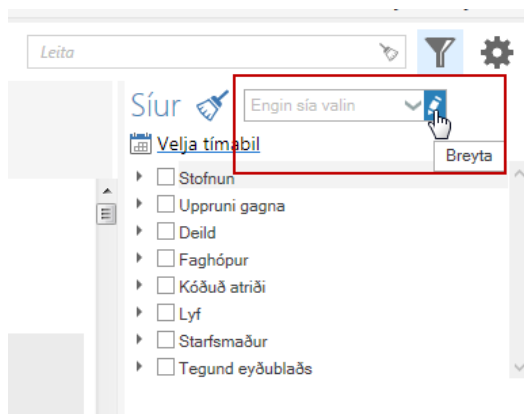 Leita
Síur
Engin sía valin
Velja tímabil
Breyta
Stofnun
Uppruni gagna
Deild
Faghópur
Kóðuð atriði
Lyf
Starfsmaður
Tegund eyðublaðs